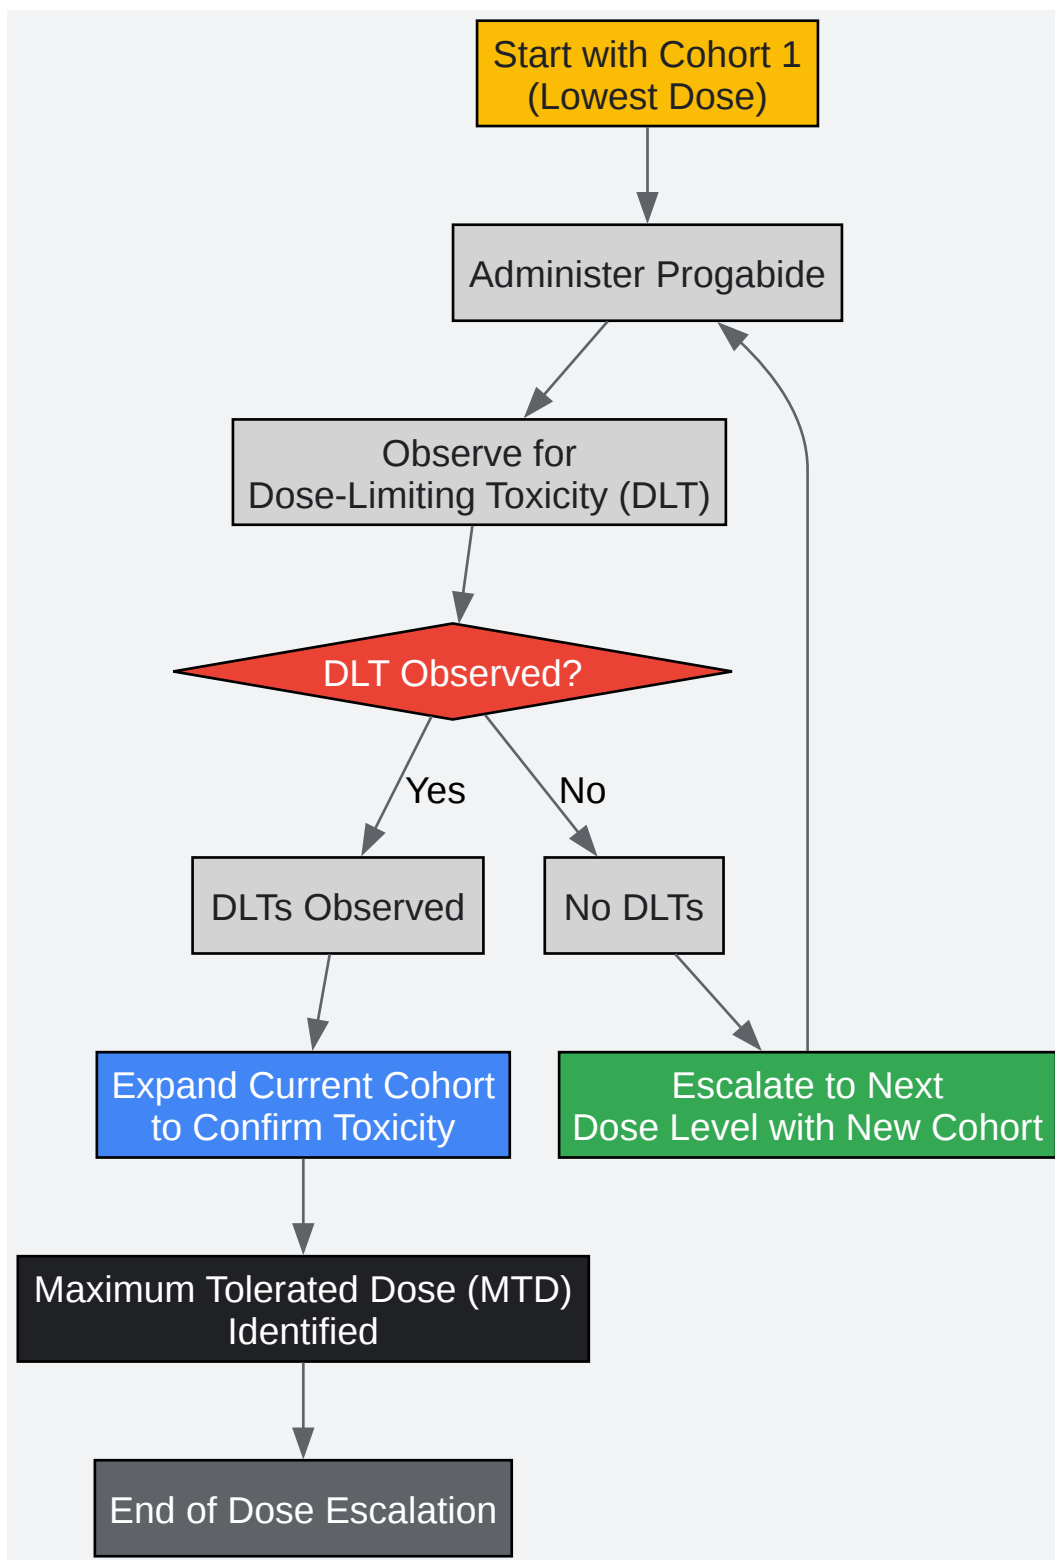 Start with Cohort 1
(Lowest Dose)
Administer Progabide
Observe for
Dose-Limiting Toxicity (DLT)
DLT Observed?
Yes
No
DLTs Observed
No DLTs
Expand Current Cohort
to Confirm Toxicity
Escalate to Next
Dose Level with New Cohort
Maximum Tolerated Dose (MTD)
Identified
End of Dose Escalation